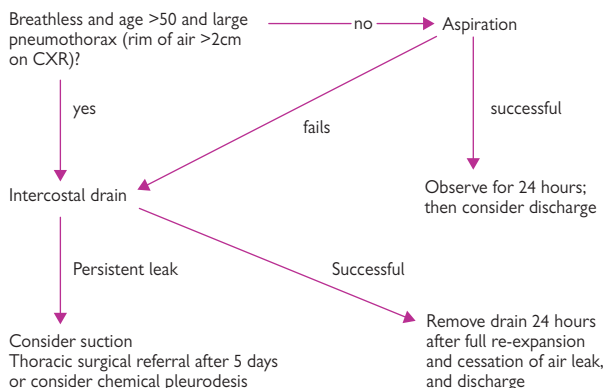 Breathless and age >50 and large
pneumothorax (rim of air >2cm
on CXR)?
no
Aspiration
yes
fails
successful
Intercostal drain
Observe for 24 hours;
then consider discharge
Persistent leak
Successful
Consider suction
Thoracic surgical referral after 5 days
or consider chemical pleurodesis
Remove drain 24 hours
after full re-expansion
and cessation of air leak,
and discharge